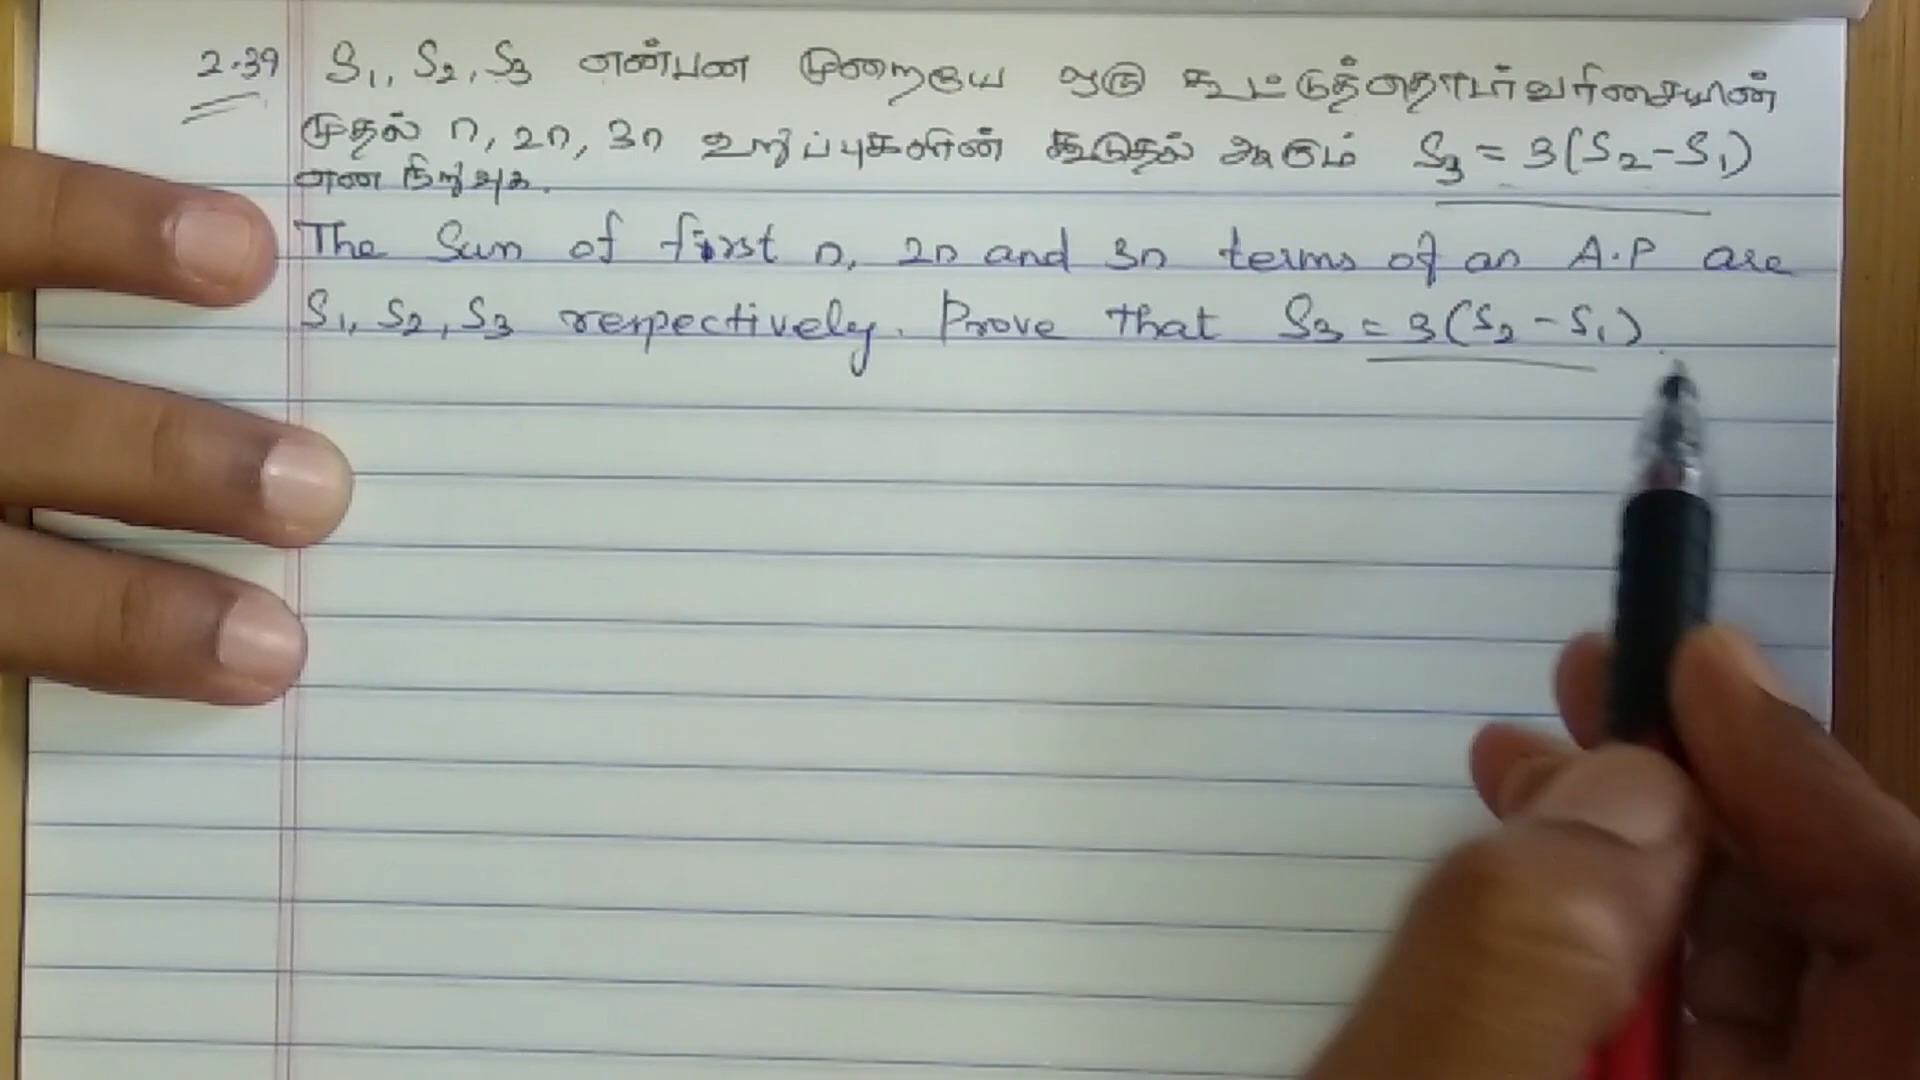 2.39 S1, S2, S3 என்பன முறையே ஒரு கூட்டுத்தொடர்வரிசையின்
முதல் n, 2n, 3n உறுப்புகளின் கூடுதல் ஆகும் S3 = 3(S2-S1)
என நிறுவுக.
The Sum of first n, 2n and 3n terms of an A.P are
S1, S2, S3 respectively. Prove that S3 = 3(S2-S1).